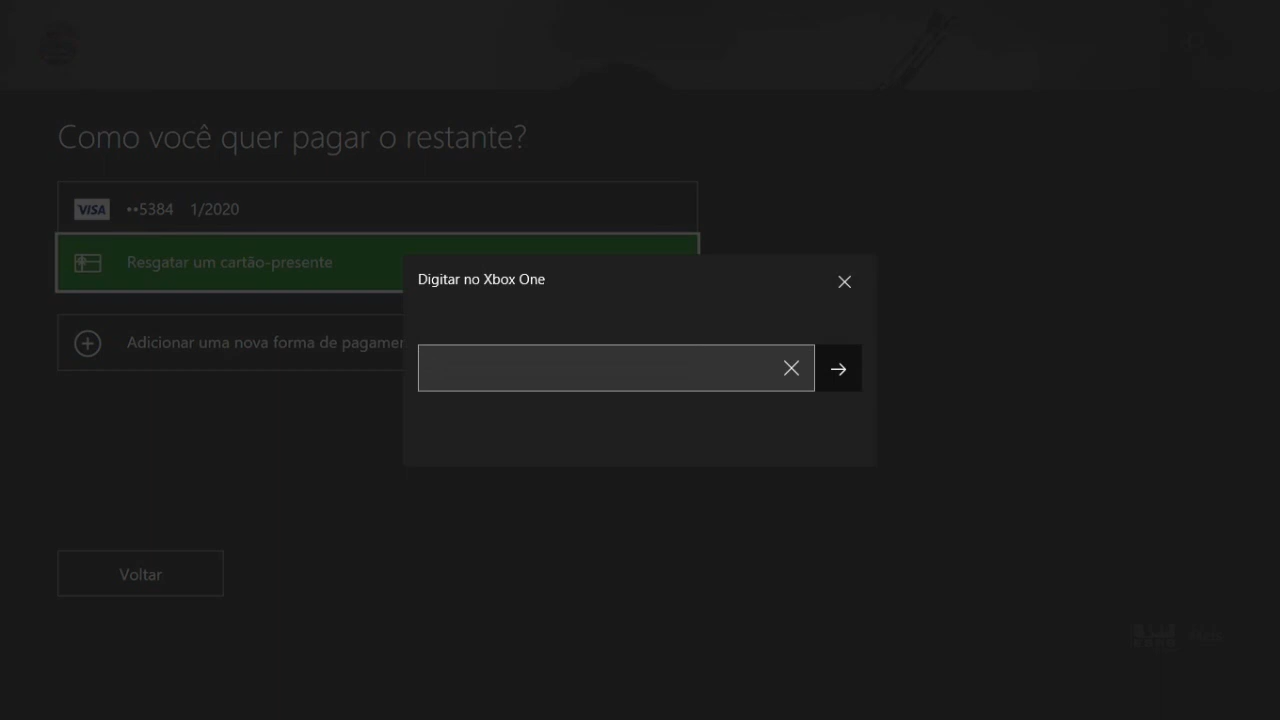 Como você quer pagar o restante?
VISA ••5384 1/2020
Resgatar um cartão-presente
Digitar no Xbox One
Adicionar uma nova forma de pagamen
Voltar